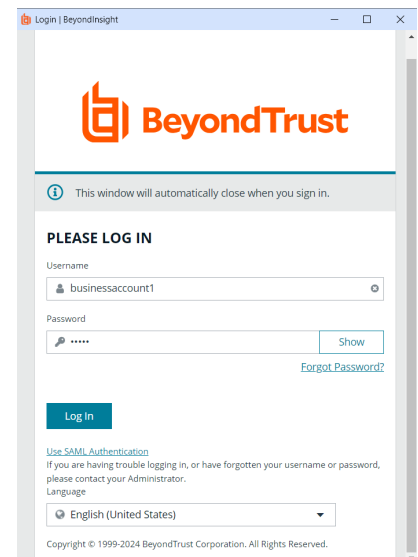 Login | BeyondInsight
BeyondTrust
This window will automatically close when you sign in.
PLEASE LOG IN
Username
businessaccount1
Password
•••••
Show
Forgot Password?
Log In
Use SAML Authentication
If you are having trouble logging in, or have forgotten your username or password,
please contact your Administrator.
Language
English (United States)
Copyright © 1999-2024 BeyondTrust Corporation. All Rights Reserved.